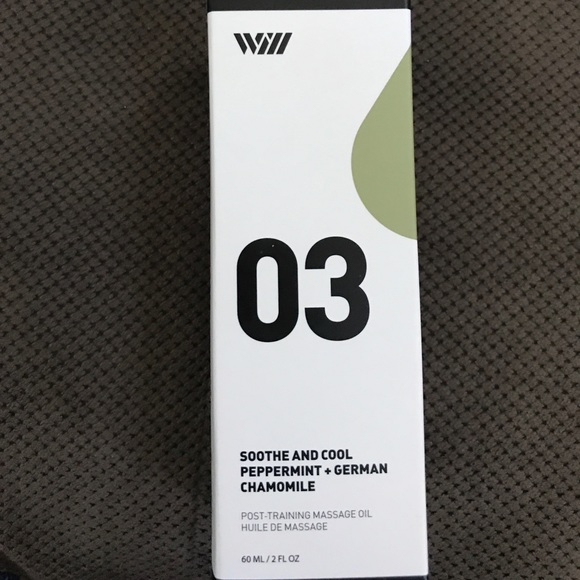 Will
03
SOOTHE AND COOL
PEPPERMINT + GERMAN
CHAMOMILE
POST-TRAINING MASSAGE OIL
HUILE DE MASSAGE
60 ML / 2 FL OZ